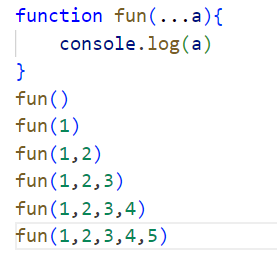 function fun(...a){
    console.log(a)
}
fun()
fun(1)
fun(1,2)
fun(1,2,3)
fun(1,2,3,4)
fun(1,2,3,4,5)